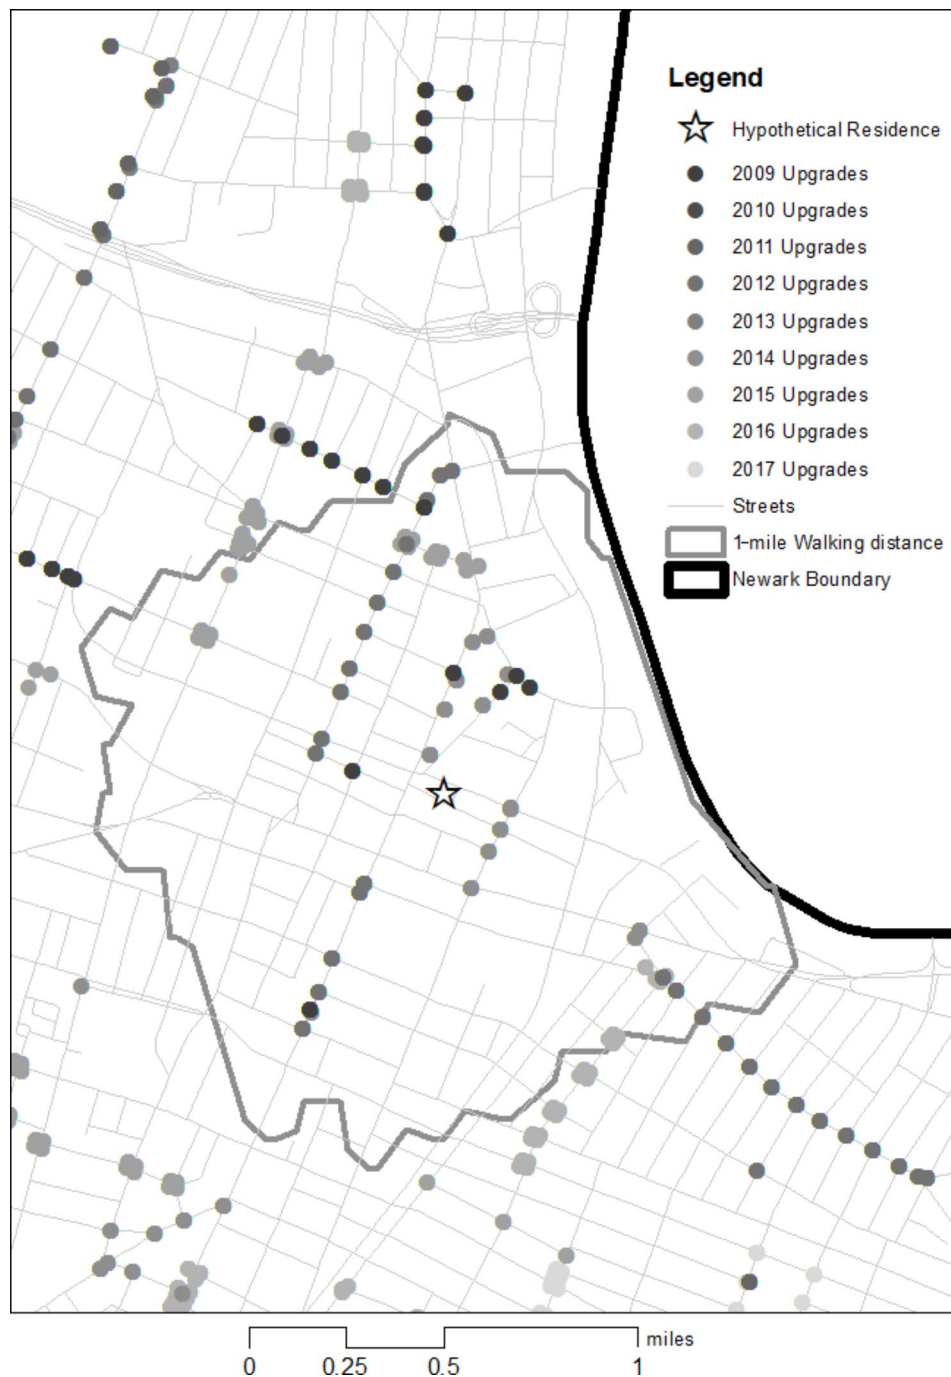 Legend
Hypothetical Residence
2009 Upgrades
2010 Upgrades
2011 Upgrades
2012 Upgrades
2013 Upgrades
2014 Upgrades
2015 Upgrades
2016 Upgrades
2017 Upgrades
Streets
1-mile Walking distance
Newark Boundary
miles
0 0.25 0.5 1